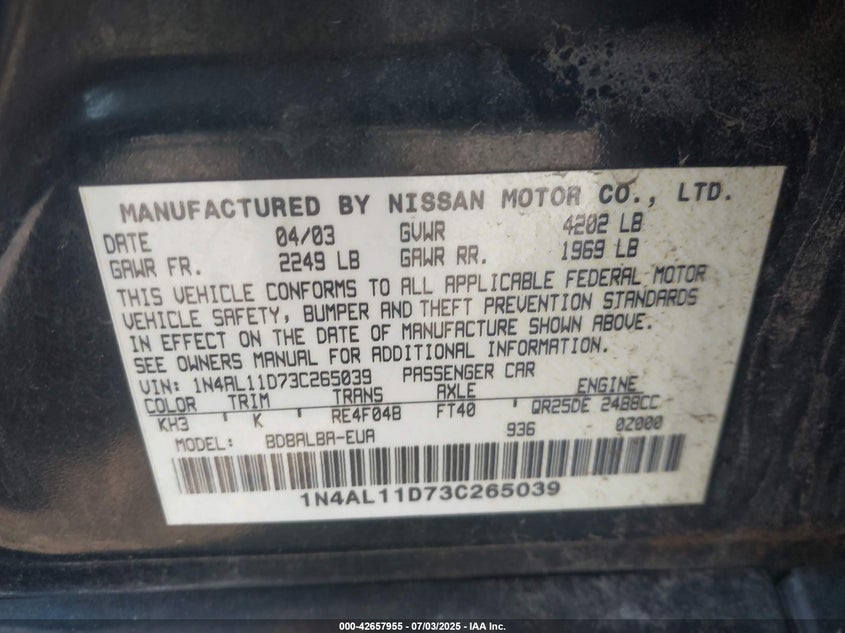 MANUFACTURED BY NISSAN MOTOR CO., LTD.
DATE 04/03 GVWR 4202 LB
GAWR FR. 2249 LB GAWR RR. 1969 LB
THIS VEHICLE CONFORMS TO ALL APPLICABLE FEDERAL MOTOR
VEHICLE SAFETY, BUMPER AND THEFT PREVENTION STANDARDS
IN EFFECT ON THE DATE OF MANUFACTURE SHOWN ABOVE.
SEE OWNERS MANUAL FOR ADDITIONAL INFORMATION.
VIN: 1N4AL11D73C265039 PASSENGER CAR
COLOR TRIM TRANS AXLE ENGINE
KH3 K RE4F04B FT40 QR25DE 2488CC
MODEL: BDBALBA-EUA 936 0Z000
1N4AL11D73C265039
000-42657955 - 07/03/2025 - IAA Inc.